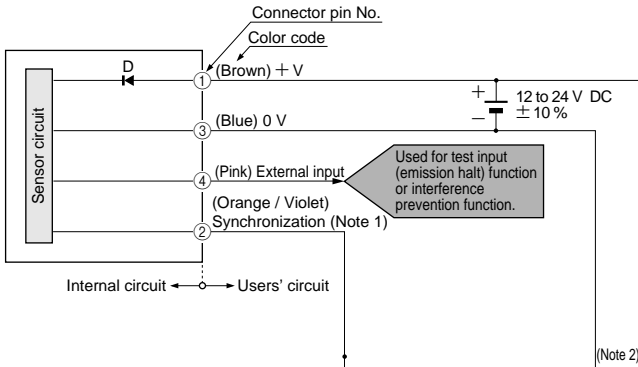 Connector pin No.
Color code
D
1
(Brown) + V
+
−
12 to 24 V DC
± 10 %
3
(Blue) 0 V
Sensor circuit
4
(Pink) External input
Used for test input
(emission halt) function
or interference
prevention function.
(Orange / Violet)
2
Synchronization (Note 1)
Internal circuit
Users' circuit
(Note 2)